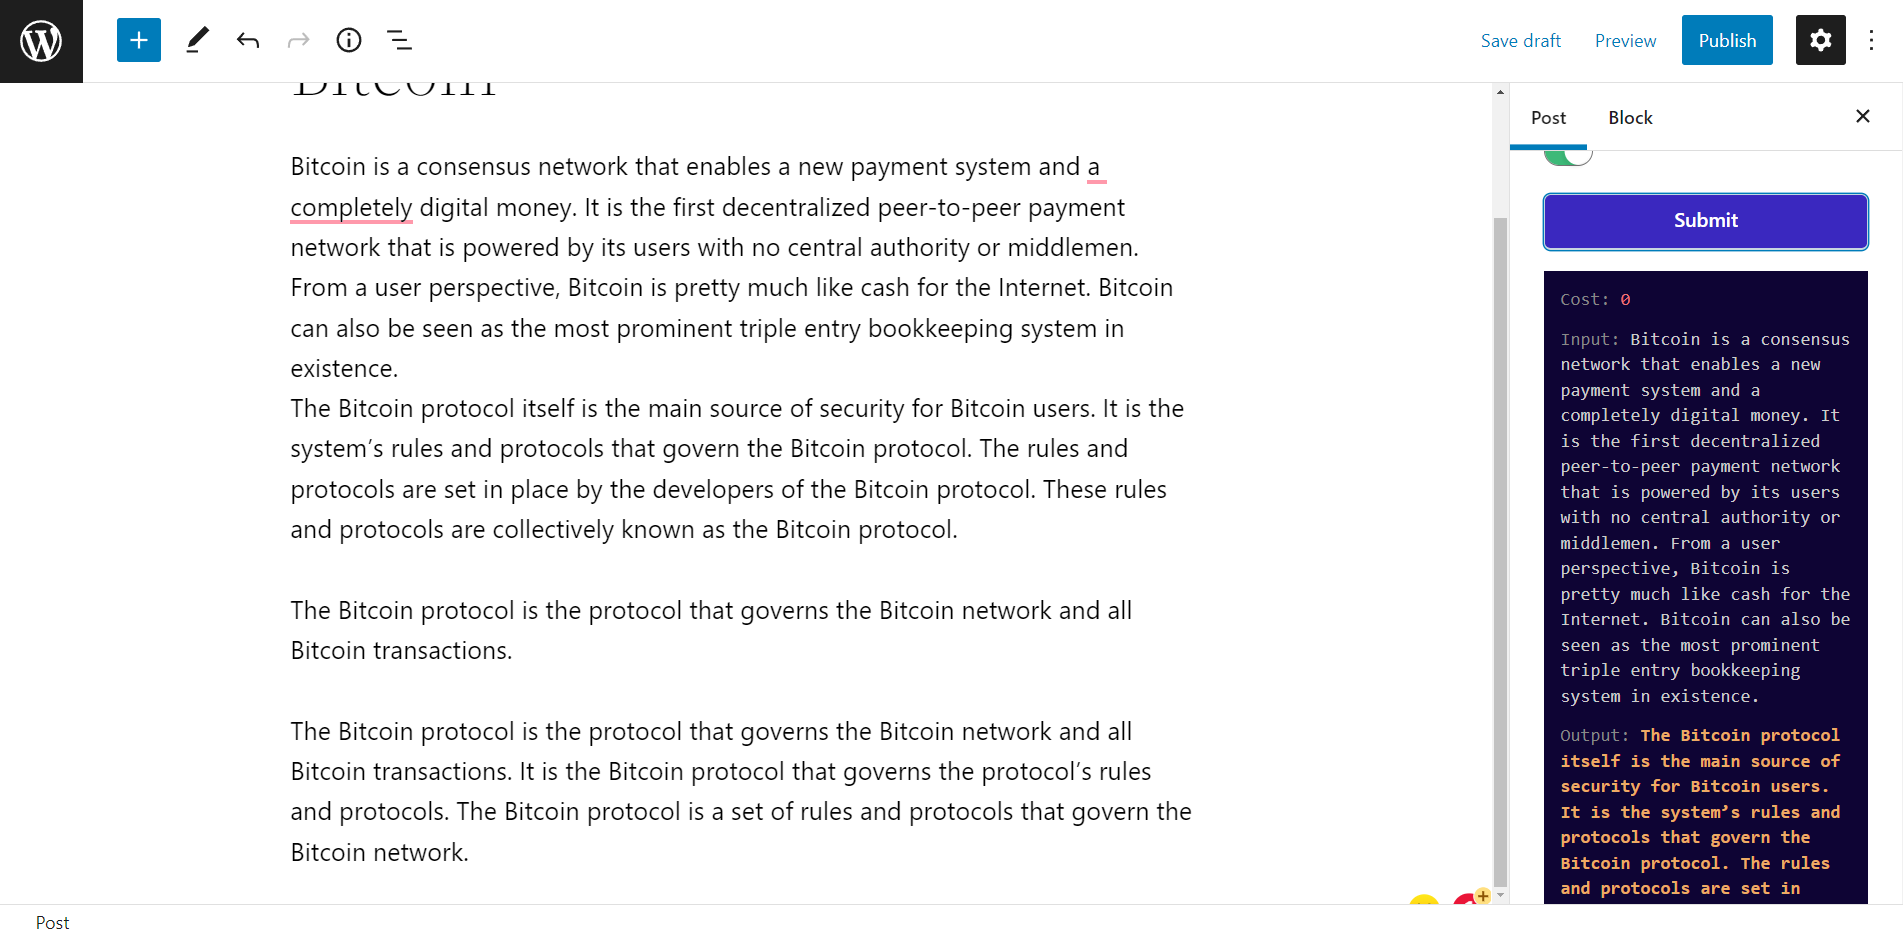 Save draft
Preview
Publish
Bitcoin
Bitcoin is a consensus network that enables a new payment system and a
completely digital money. It is the first decentralized peer-to-peer payment
network that is powered by its users with no central authority or middlemen.
From a user perspective, Bitcoin is pretty much like cash for the Internet. Bitcoin
can also be seen as the most prominent triple entry bookkeeping system in
existence.
The Bitcoin protocol itself is the main source of security for Bitcoin users. It is the
system’s rules and protocols that govern the Bitcoin protocol. The rules and
protocols are set in place by the developers of the Bitcoin protocol. These rules
and protocols are collectively known as the Bitcoin protocol.
The Bitcoin protocol is the protocol that governs the Bitcoin network and all
Bitcoin transactions.
The Bitcoin protocol is the protocol that governs the Bitcoin network and all
Bitcoin transactions. It is the Bitcoin protocol that governs the protocol’s rules
and protocols. The Bitcoin protocol is a set of rules and protocols that govern the
Bitcoin network.
Post
Block
Submit
Cost: 0
Input: Bitcoin is a consensus
network that enables a new
payment system and a
completely digital money. It
is the first decentralized
peer-to-peer payment network
that is powered by its users
with no central authority or
middlemen. From a user
perspective, Bitcoin is
pretty much like cash for the
Internet. Bitcoin can also be
seen as the most prominent
triple entry bookkeeping
system in existence.
Output: The Bitcoin protocol
itself is the main source of
security for Bitcoin users.
It is the system’s rules and
protocols that govern the
Bitcoin protocol. The rules
and protocols are set in
Post